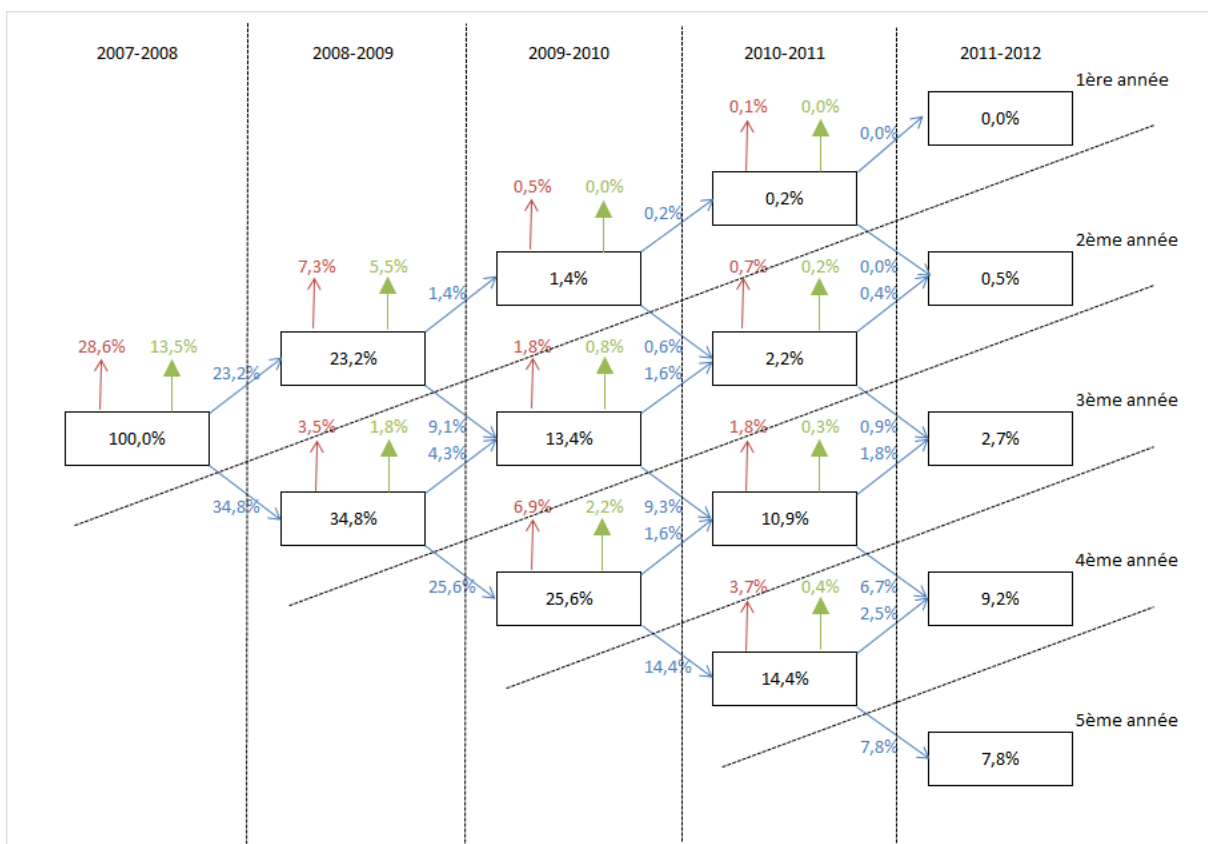 2007-2008 2008-2009 2009-2010 2010-2011 2011-2012
1ère année
0,1% 0,0% 0,0% 0,0%
0,5% 0,0% 0,2% 0,2%
2ème année
7,3% 5,5% 1,4% 1,4% 0,7% 0,2% 0,0% 0,5%
0,4%
28,6% 13,5% 23,2% 23,2% 1,8% 0,8% 0,6% 2,2%
1,6%
3ème année
100,0% 3,5% 1,8% 9,1% 13,4% 1,8% 0,3% 0,9% 2,7%
4,3% 1,8%
34,8% 34,8% 6,9% 2,2% 9,3% 10,9%
1,6%
4ème année
25,6% 25,6% 3,7% 0,4% 6,7% 9,2%
2,5%
14,4% 14,4%
5ème année
7,8% 7,8%